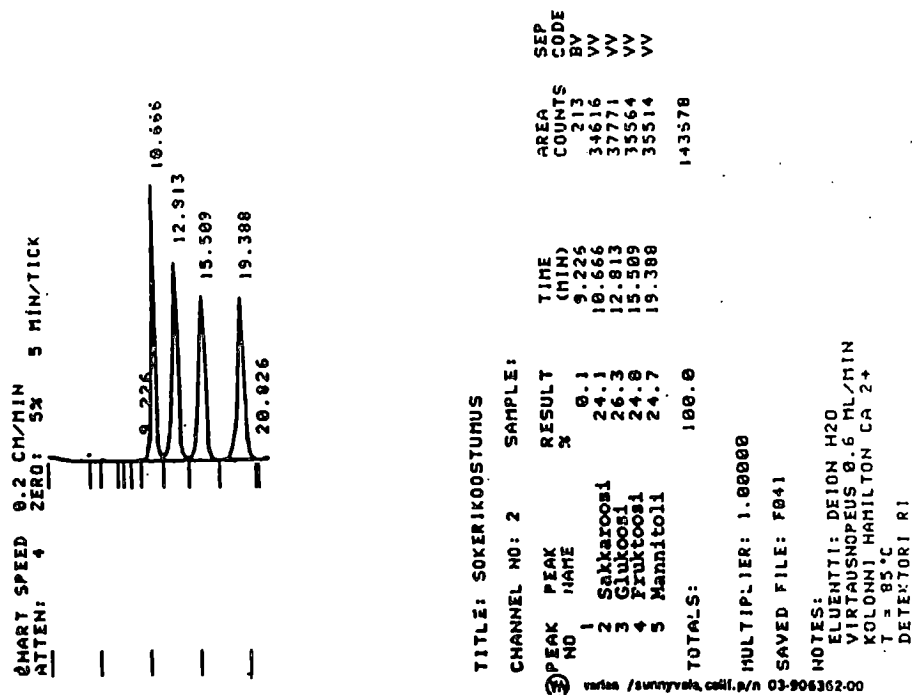 CHART SPEED 0.2 CM/MIN
ATTEN: 4 ZERO: 5% 5 MIN/TICK
9.226
10.666
12.913
15.509
19.388
20.826
TITLE: SOKERIKOOSTUMUS
CHANNEL NO: 2 SAMPLE:
PEAK PEAK RESULT TIME AREA SEP
NO NAME % (MIN) COUNTS CODE
1 0.1 9.226 213 BV
2 Sakkaroosi 24.1 10.666 34616 VV
3 Glukoosi 26.3 12.813 37771 VV
4 Fruktoosi 24.8 15.509 35564 VV
5 Mannitoli 24.7 19.388 35514 VV
TOTALS: 100.0 143678
MULTIPLIER: 1.00000
SAVED FILE: F041
NOTES:
ELUENTTI: DEION H2O
VIRTAUSNOPEUS 0.6 ML/MIN
KOLONNI HAMILTON CA 2+
T = 85°C
DETEKTORI RI
varian /sunnyvale, calif. p/n 03-906362-00